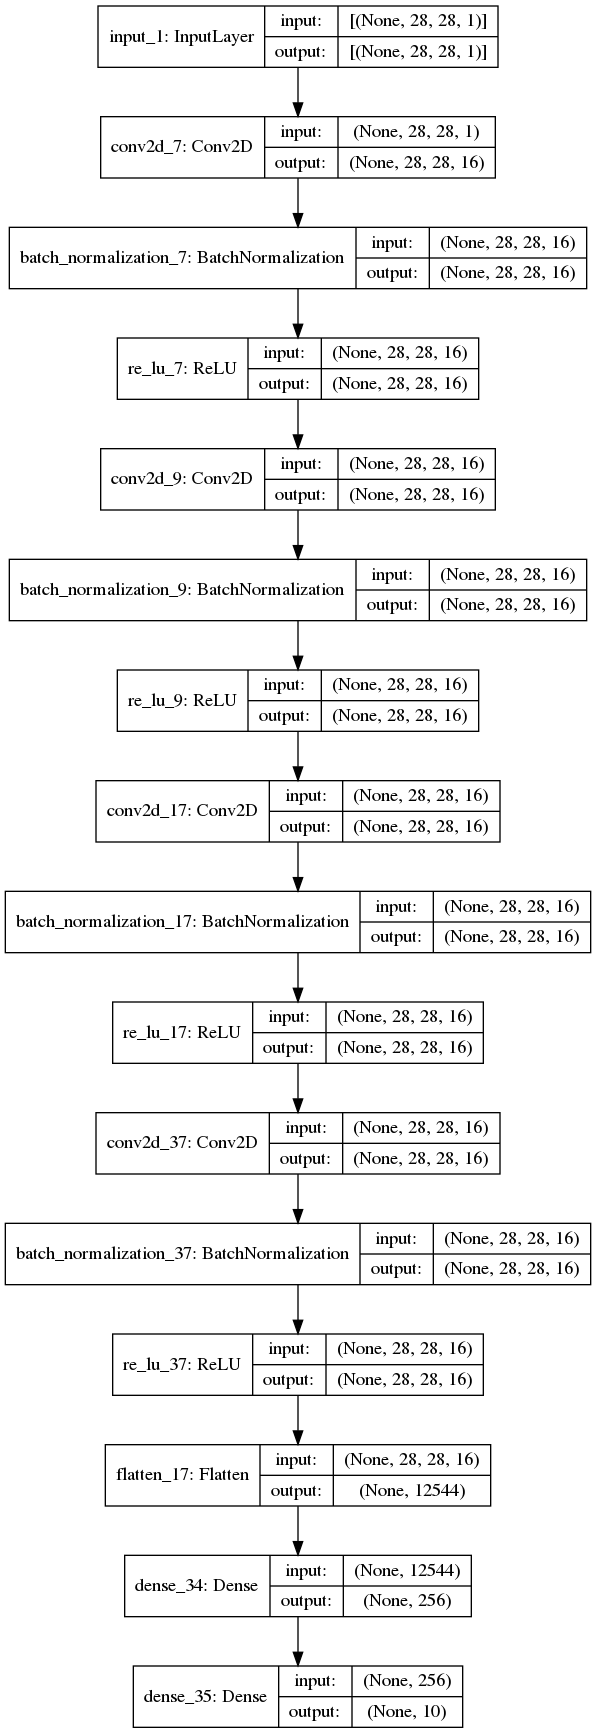 input_1: InputLayer
input: [(None, 28, 28, 1)]
output: [(None, 28, 28, 1)]
conv2d_7: Conv2D
input: (None, 28, 28, 1)
output: (None, 28, 28, 16)
batch_normalization_7: BatchNormalization
input: (None, 28, 28, 16)
output: (None, 28, 28, 16)
re_lu_7: ReLU
input: (None, 28, 28, 16)
output: (None, 28, 28, 16)
conv2d_9: Conv2D
input: (None, 28, 28, 16)
output: (None, 28, 28, 16)
batch_normalization_9: BatchNormalization
input: (None, 28, 28, 16)
output: (None, 28, 28, 16)
re_lu_9: ReLU
input: (None, 28, 28, 16)
output: (None, 28, 28, 16)
conv2d_17: Conv2D
input: (None, 28, 28, 16)
output: (None, 28, 28, 16)
batch_normalization_17: BatchNormalization
input: (None, 28, 28, 16)
output: (None, 28, 28, 16)
re_lu_17: ReLU
input: (None, 28, 28, 16)
output: (None, 28, 28, 16)
conv2d_37: Conv2D
input: (None, 28, 28, 16)
output: (None, 28, 28, 16)
batch_normalization_37: BatchNormalization
input: (None, 28, 28, 16)
output: (None, 28, 28, 16)
re_lu_37: ReLU
input: (None, 28, 28, 16)
output: (None, 28, 28, 16)
flatten_17: Flatten
input: (None, 28, 28, 16)
output: (None, 12544)
dense_34: Dense
input: (None, 12544)
output: (None, 256)
dense_35: Dense
input: (None, 256)
output: (None, 10)